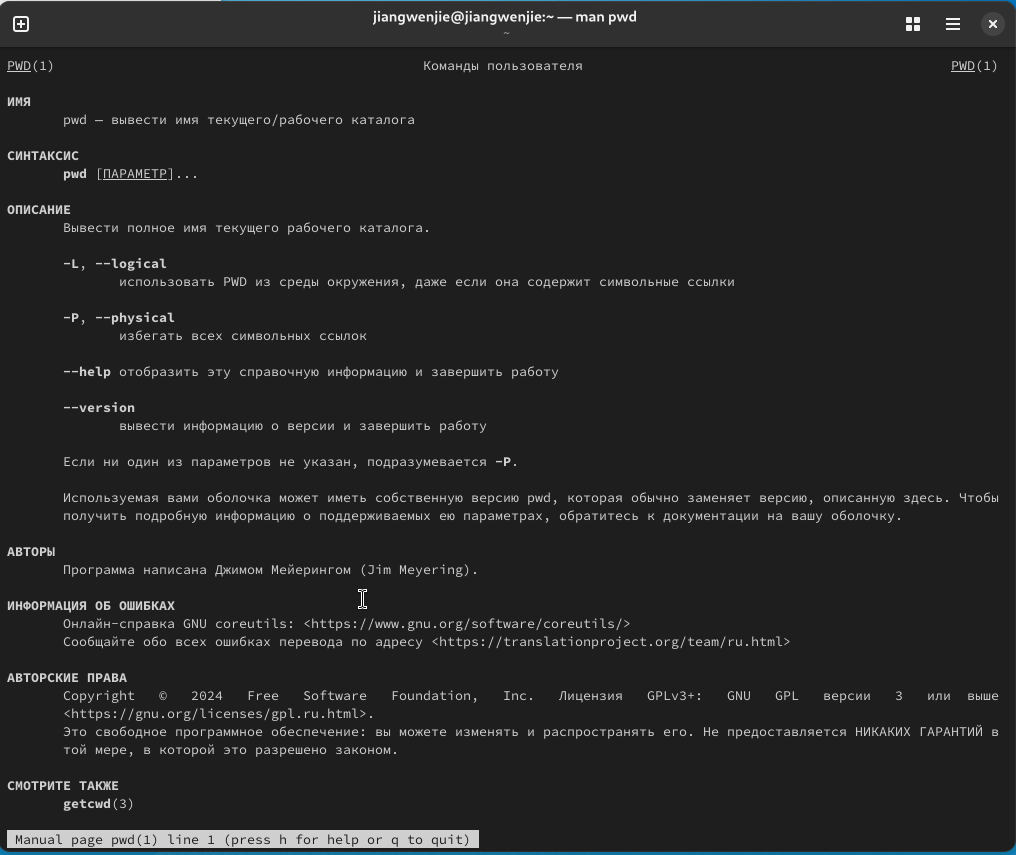 jiangwenjie@jiangwenjie:~ — man pwd
~
PWD(1) Команды пользователя PWD(1)
ИМЯ
pwd – вывести имя текущего/рабочего каталога
СИНТАКСИС
pwd [ПАРАМЕТР]...
ОПИСАНИЕ
Вывести полное имя текущего рабочего каталога.
-L, --logical
использовать PWD из среды окружения, даже если она содержит символьные ссылки
-P, --physical
избегать всех символьных ссылок
--help отобразить эту справочную информацию и завершить работу
--version
вывести информацию о версии и завершить работу
Если ни один из параметров не указан, подразумевается -P.
Используемая вами оболочка может иметь собственную версию pwd, которая обычно заменяет версию, описанную здесь. Чтобы
получить подробную информацию о поддерживаемых ею параметрах, обратитесь к документации на вашу оболочку.
АВТОРЫ
Программа написана Джимом Мейерингом (Jim Meyering).
ИНФОРМАЦИЯ ОБ ОШИБКАХ
Онлайн-справка GNU coreutils: <https://www.gnu.org/software/coreutils/>
Сообщайте обо всех ошибках перевода по адресу <https://translationproject.org/team/ru.html>
АВТОРСКИЕ ПРАВА
Copyright © 2024 Free Software Foundation, Inc. Лицензия GPLv3+: GNU GPL версии 3 или выше
<https://gnu.org/licenses/gpl.ru.html>.
Это свободное программное обеспечение: вы можете изменять и распространять его. Не предоставляется НИКАКИХ ГАРАНТИЙ в
той мере, в которой это разрешено законом.
СМОТРИТЕ ТАКЖЕ
getcwd(3)
Manual page pwd(1) line 1 (press h for help or q to quit)